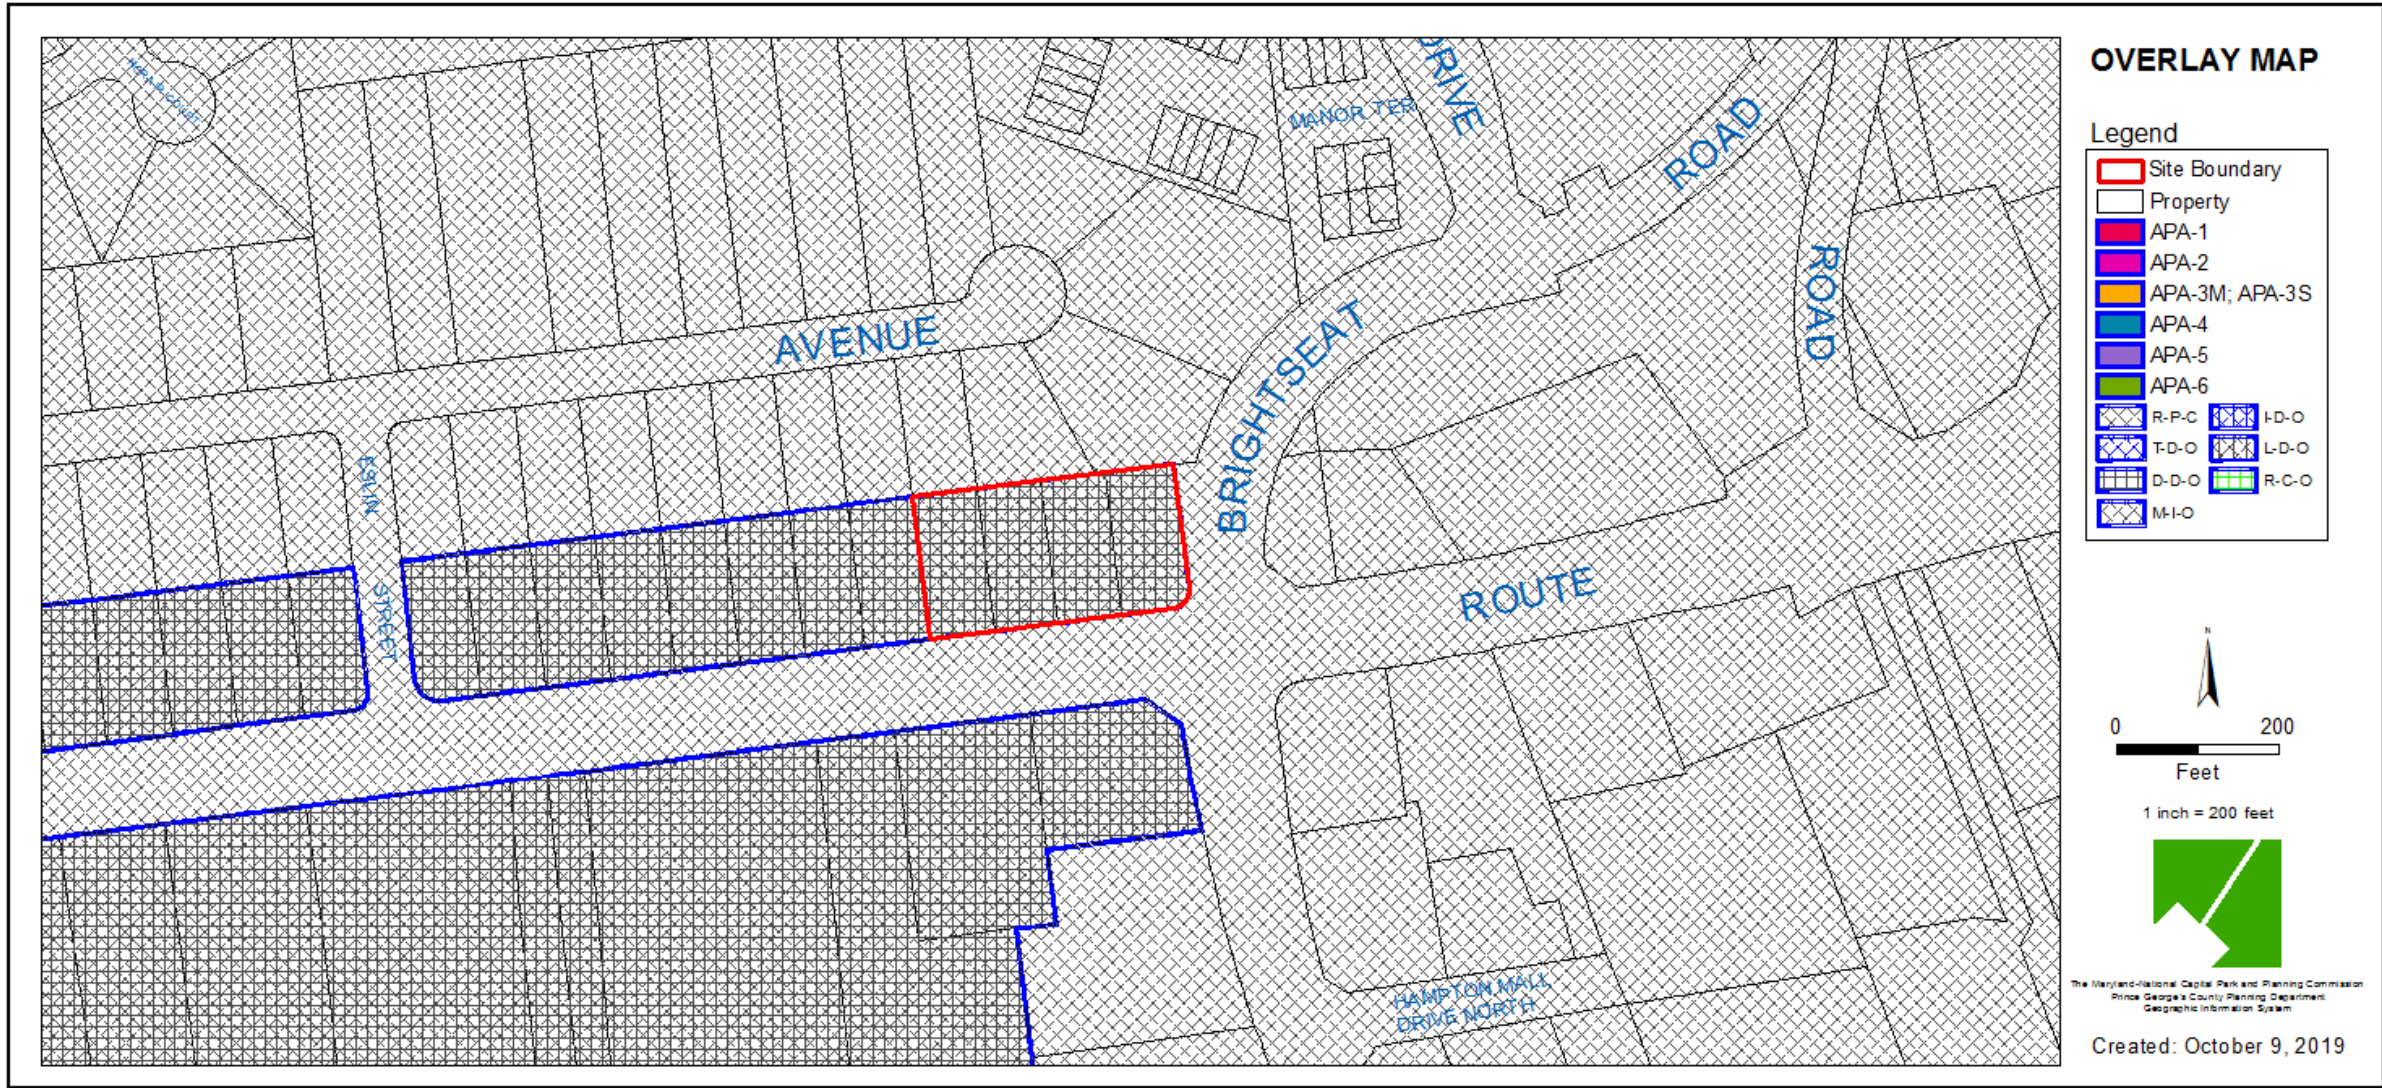 OVERLAY MAP
Legend
Site Boundary
Property
APA-1
APA-2
APA-3M; APA-3S
APA-4
APA-5
APA-6
R-P-C
I-D-O
T-D-O
L-D-O
D-D-O
R-C-O
M-I-O
N
0 200
Feet
1 inch = 200 feet
The Maryland-National Capital Park and Planning Commission
Prince George's County Planning Department
Geographic Information System
Created: October 9, 2019
COURT
DRIVE
MANOR TER
ROAD
ROAD
AVENUE
BRIGHTSEAT
ESLIN
STREET
ROUTE
HAMPTON MALL
DRIVE NORTH